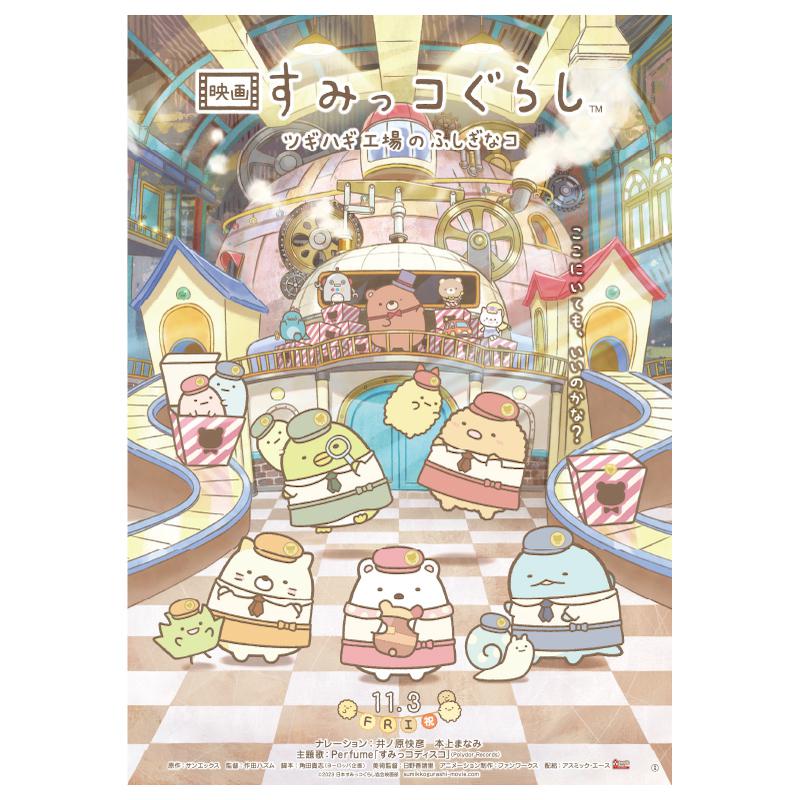 映画 すみっコぐらし™
ツギハギ工場のふしぎなコ
ここにいても、いいのかな?
11.3
FRI 祝
ナレーション：井ノ原快彦 本上まなみ
主題歌：Perfume「すみっコディスコ」(Polydor Records)
原作：サンエックス 監督：作田ハズム 脚本：角田貴志(ヨーロッパ企画) 美術監督：日野香諸里 アニメーション制作：ファンワークス 配給：アスミック・エース
©2023 日本すみっコぐらし協会映画部 sumikkogurashi-movie.com